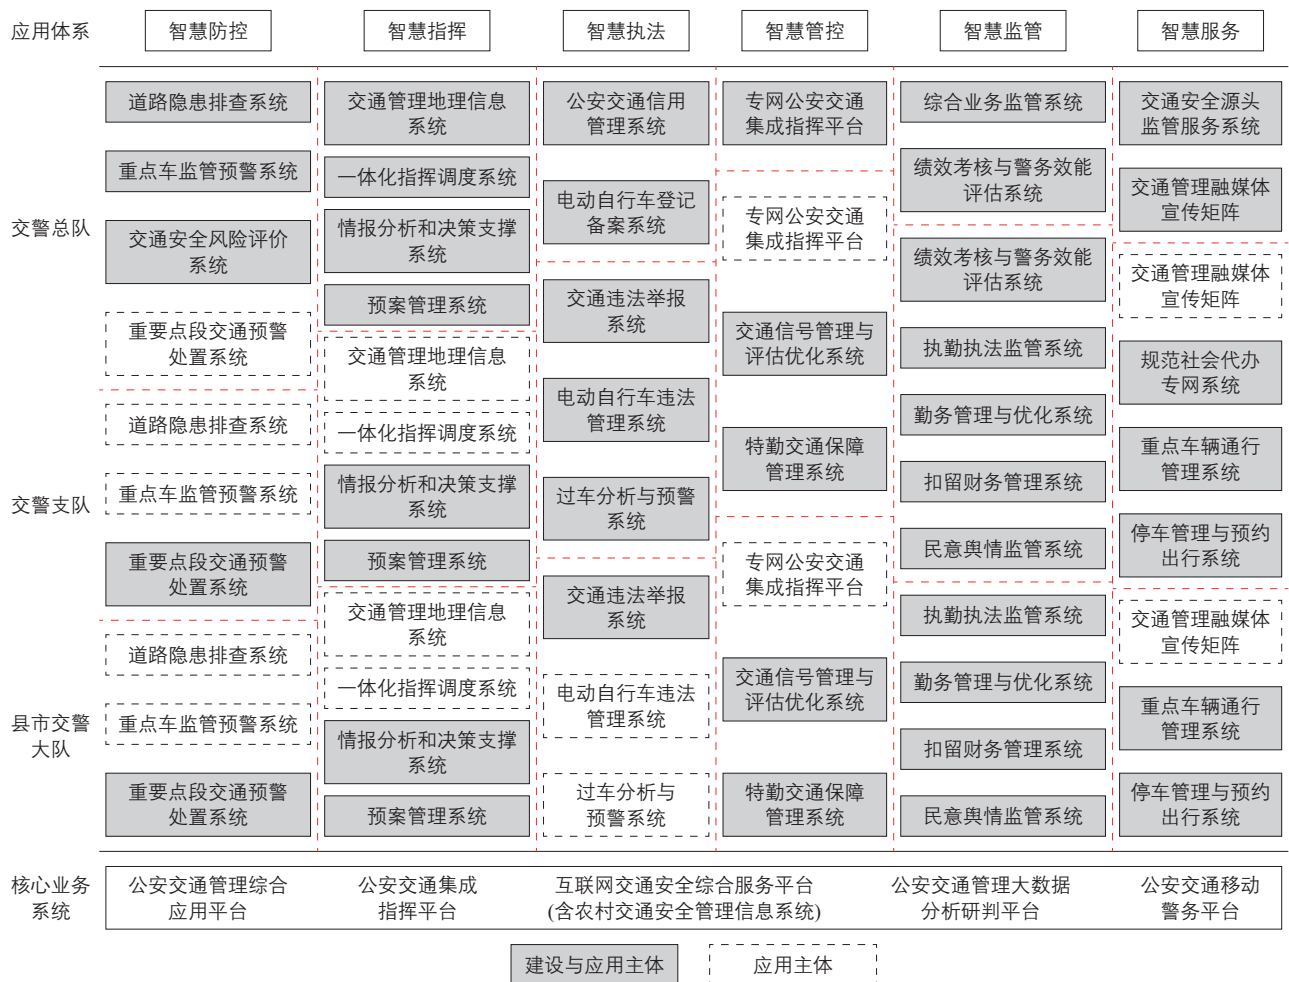 应用体系
智慧防控
智慧指挥
智慧执法
智慧管控
智慧监管
智慧服务
交警总队
道路隐患排查系统
重点车监管预警系统
交通安全风险评价
系统
重要点段交通预警
处置系统
交通管理地理信息
系统
一体化指挥调度系统
情报分析和决策支撑
系统
预案管理系统
公安交通信用
管理系统
电动自行车登记
备案系统
专网公安交通
集成指挥平台
综合业务监管系统
绩效考核与警务效能
评估系统
交通安全源头
监管服务系统
交通管理融媒体
宣传矩阵
交警支队
道路隐患排查系统
重点车监管预警系统
重要点段交通预警
处置系统
交通管理地理信息
系统
一体化指挥调度系统
情报分析和决策支撑
系统
预案管理系统
交通违法举报
系统
电动自行车违法
管理系统
过车分析与预警
系统
专网公安交通
集成指挥平台
交通信号管理与
评估优化系统
特勤交通保障
管理系统
绩效考核与警务效能
评估系统
执勤执法监管系统
勤务管理与优化系统
扣留财务管理系统
民意舆情监管系统
交通管理融媒体
宣传矩阵
规范社会代办
专网系统
重点车辆通行
管理系统
停车管理与预约
出行系统
县市交警
大队
道路隐患排查系统
重点车监管预警系统
重要点段交通预警
处置系统
交通管理地理信息
系统
一体化指挥调度系统
情报分析和决策支撑
系统
预案管理系统
交通违法举报
系统
电动自行车违法
管理系统
过车分析与
预警系统
专网公安交通
集成指挥平台
交通信号管理与
评估优化系统
特勤交通保障
管理系统
执勤执法监管系统
勤务管理与优化系统
扣留财务管理系统
民意舆情监管系统
交通管理融媒体
宣传矩阵
重点车辆通行
管理系统
停车管理与预约
出行系统
核心业务
系统
公安交通管理综合
应用平台
公安交通集成
指挥平台
互联网交通安全综合服务平台
(含农村交通安全管理信息系统)
公安交通管理大数据
分析研判平台
公安交通移动
警务平台
建设与应用主体
应用主体